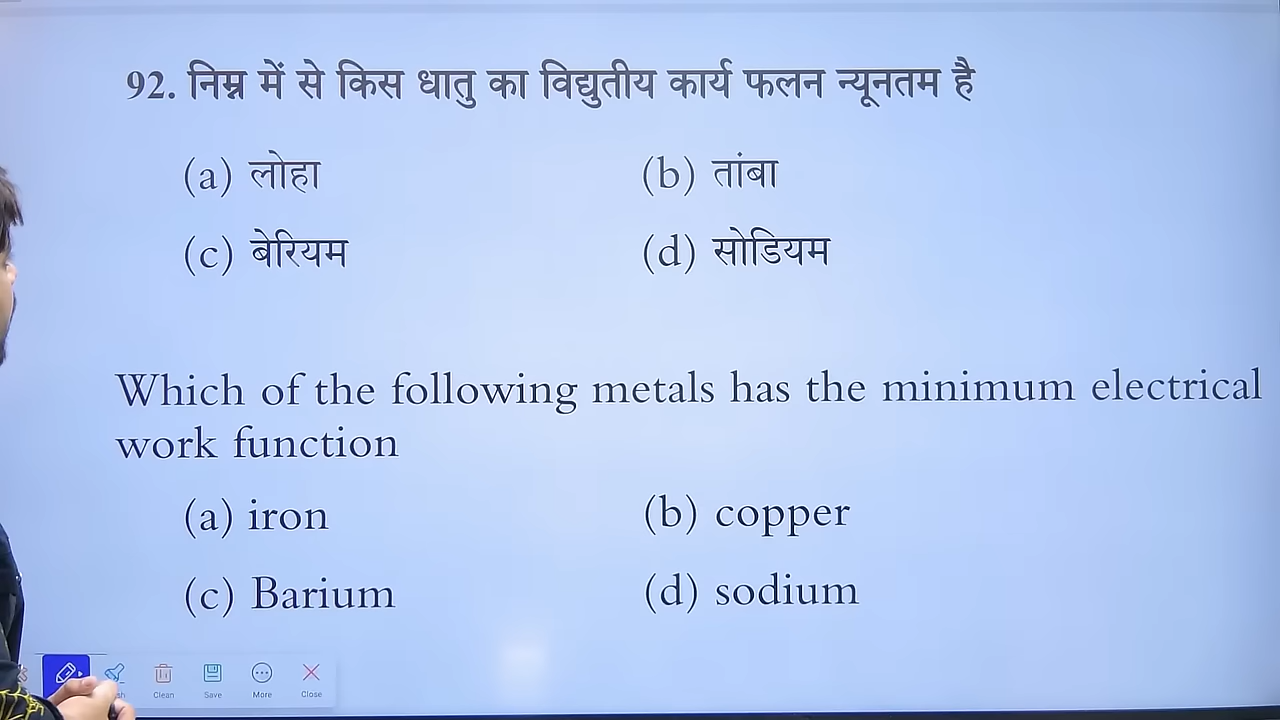 92. निम्न में से किस धातु का विद्युतीय कार्य फलन न्यूनतम है
(a) लोहा (b) तांबा
(c) बेरियम (d) सोडियम
Which of the following metals has the minimum electrical
work function
(a) iron (b) copper
(c) Barium (d) sodium
Clean Save More Close